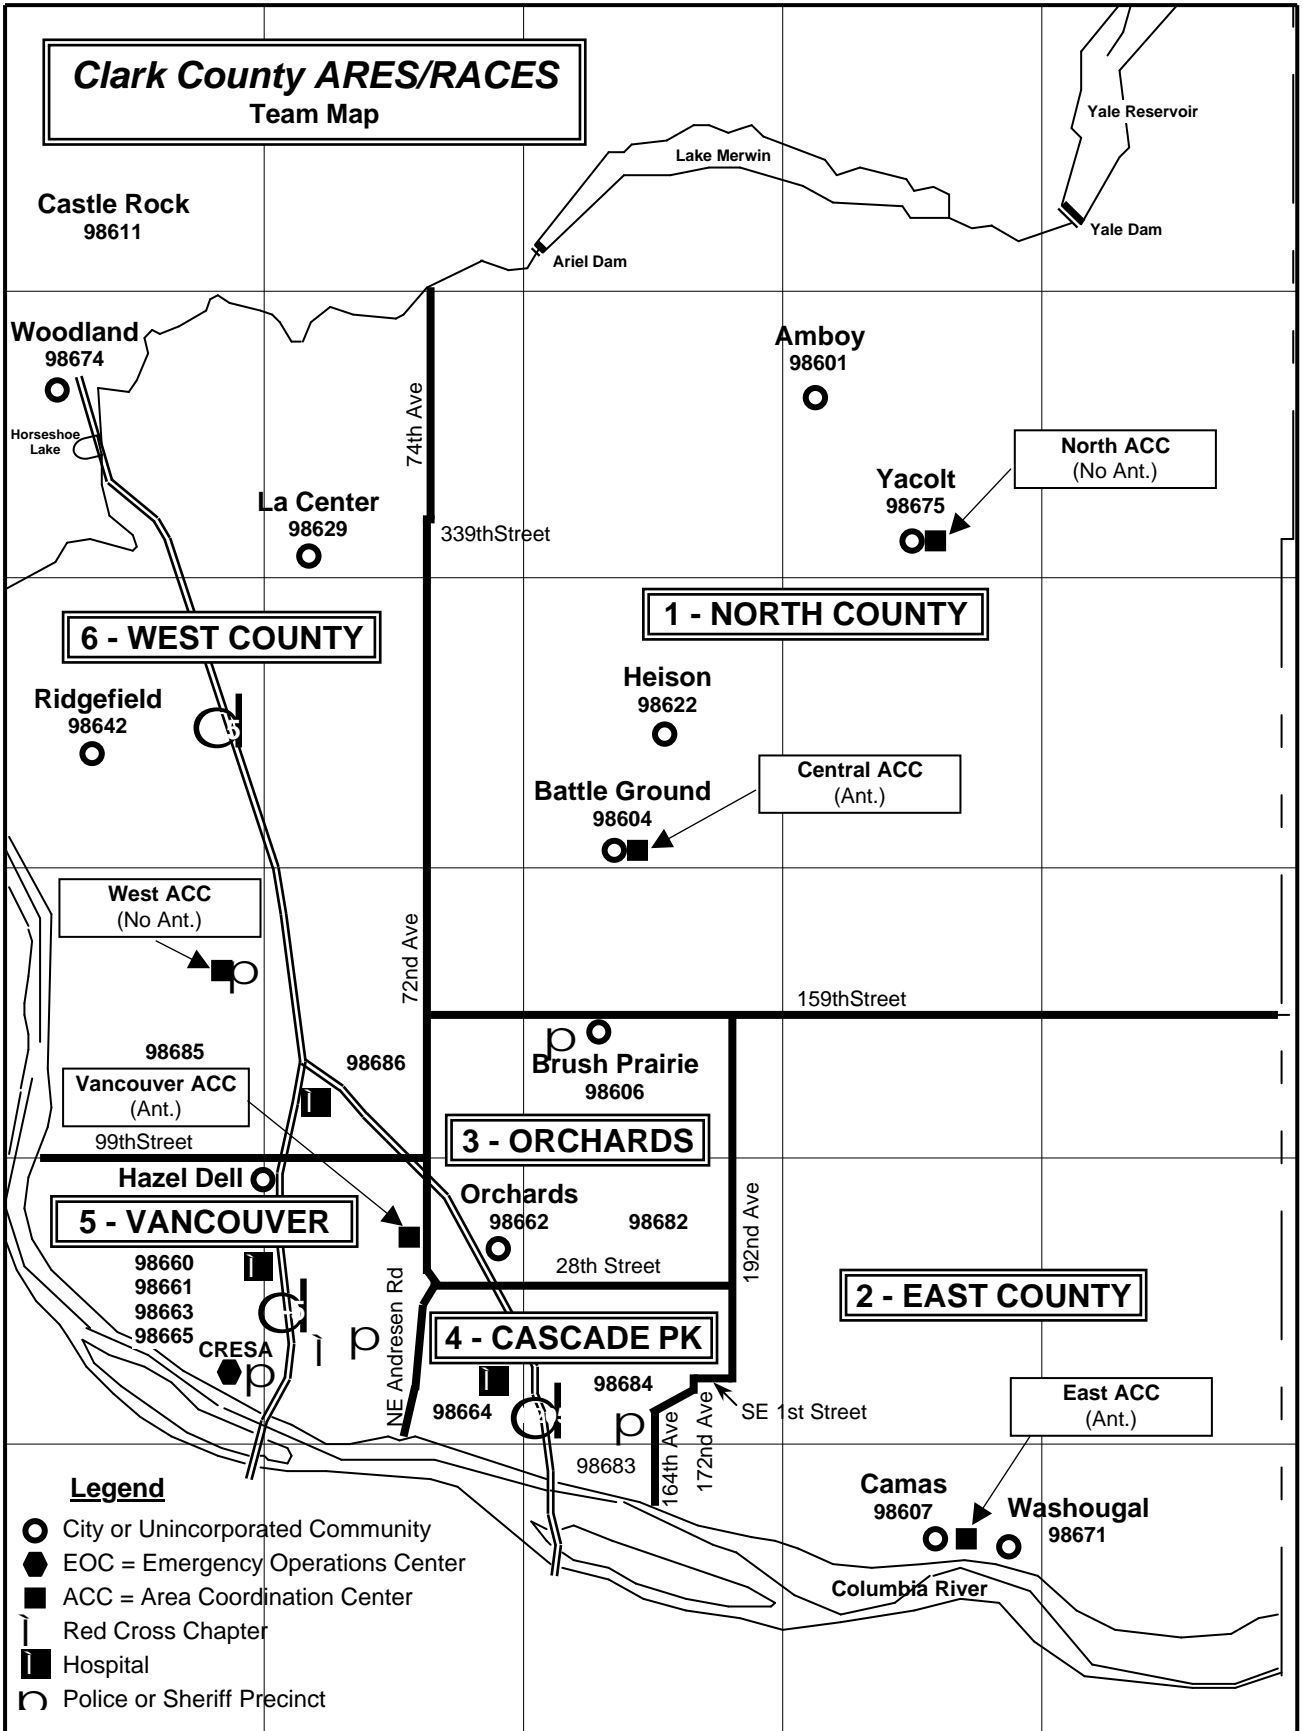 Clark County ARES/RACES
Team Map
Yale Reservoir
Lake Merwin
Castle Rock
98611
Yale Dam
Ariel Dam
Woodland
98674
Amboy
98601
74th Ave
Horseshoe
Lake
North ACC
(No Ant.)
Yacolt
98675
La Center
98629
339thStreet
1 - NORTH COUNTY
6 - WEST COUNTY
Heison
98622
Ridgefield
98642
5
Central ACC
(Ant.)
Battle Ground
98604
West ACC
(No Ant.)
72nd Ave
159thStreet
98685
98686
Brush Prairie
98606
Vancouver ACC
(Ant.)
3 - ORCHARDS
99thStreet
Hazel Dell
Orchards
98662
98682
5 - VANCOUVER
192nd Ave
98660
98661
98663
98665
28th Street
2 - EAST COUNTY
NE Andresen Rd
4 - CASCADE PK
CRESA
98684
98664
SE 1st Street
East ACC
(Ant.)
164th Ave
172nd Ave
98683
Camas
98607
Washougal
98671
Columbia River
Legend
City or Unincorporated Community
EOC = Emergency Operations Center
ACC = Area Coordination Center
Red Cross Chapter
Hospital
Police or Sheriff Precinct